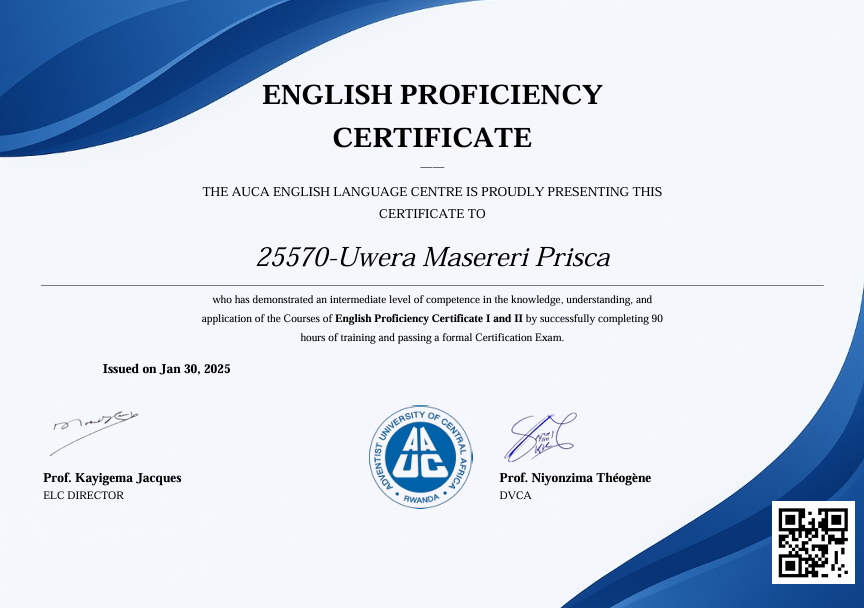 ENGLISH PROFICIENCY
CERTIFICATE
THE AUCA ENGLISH LANGUAGE CENTRE IS PROUDLY PRESENTING THIS
CERTIFICATE TO
25570-Uwera Masereri Prisca
who has demonstrated an intermediate level of competence in the knowledge, understanding, and
application of the Courses of English Proficiency Certificate I and II by successfully completing 90
hours of training and passing a formal Certification Exam.
Issued on Jan 30, 2025
ADVENTIST UNIVERSITY OF CENTRAL AFRICA
AAUC
• RWANDA •
Prof. Kayigema Jacques
ELC DIRECTOR
Prof. Niyonzima Théogène
DVCA